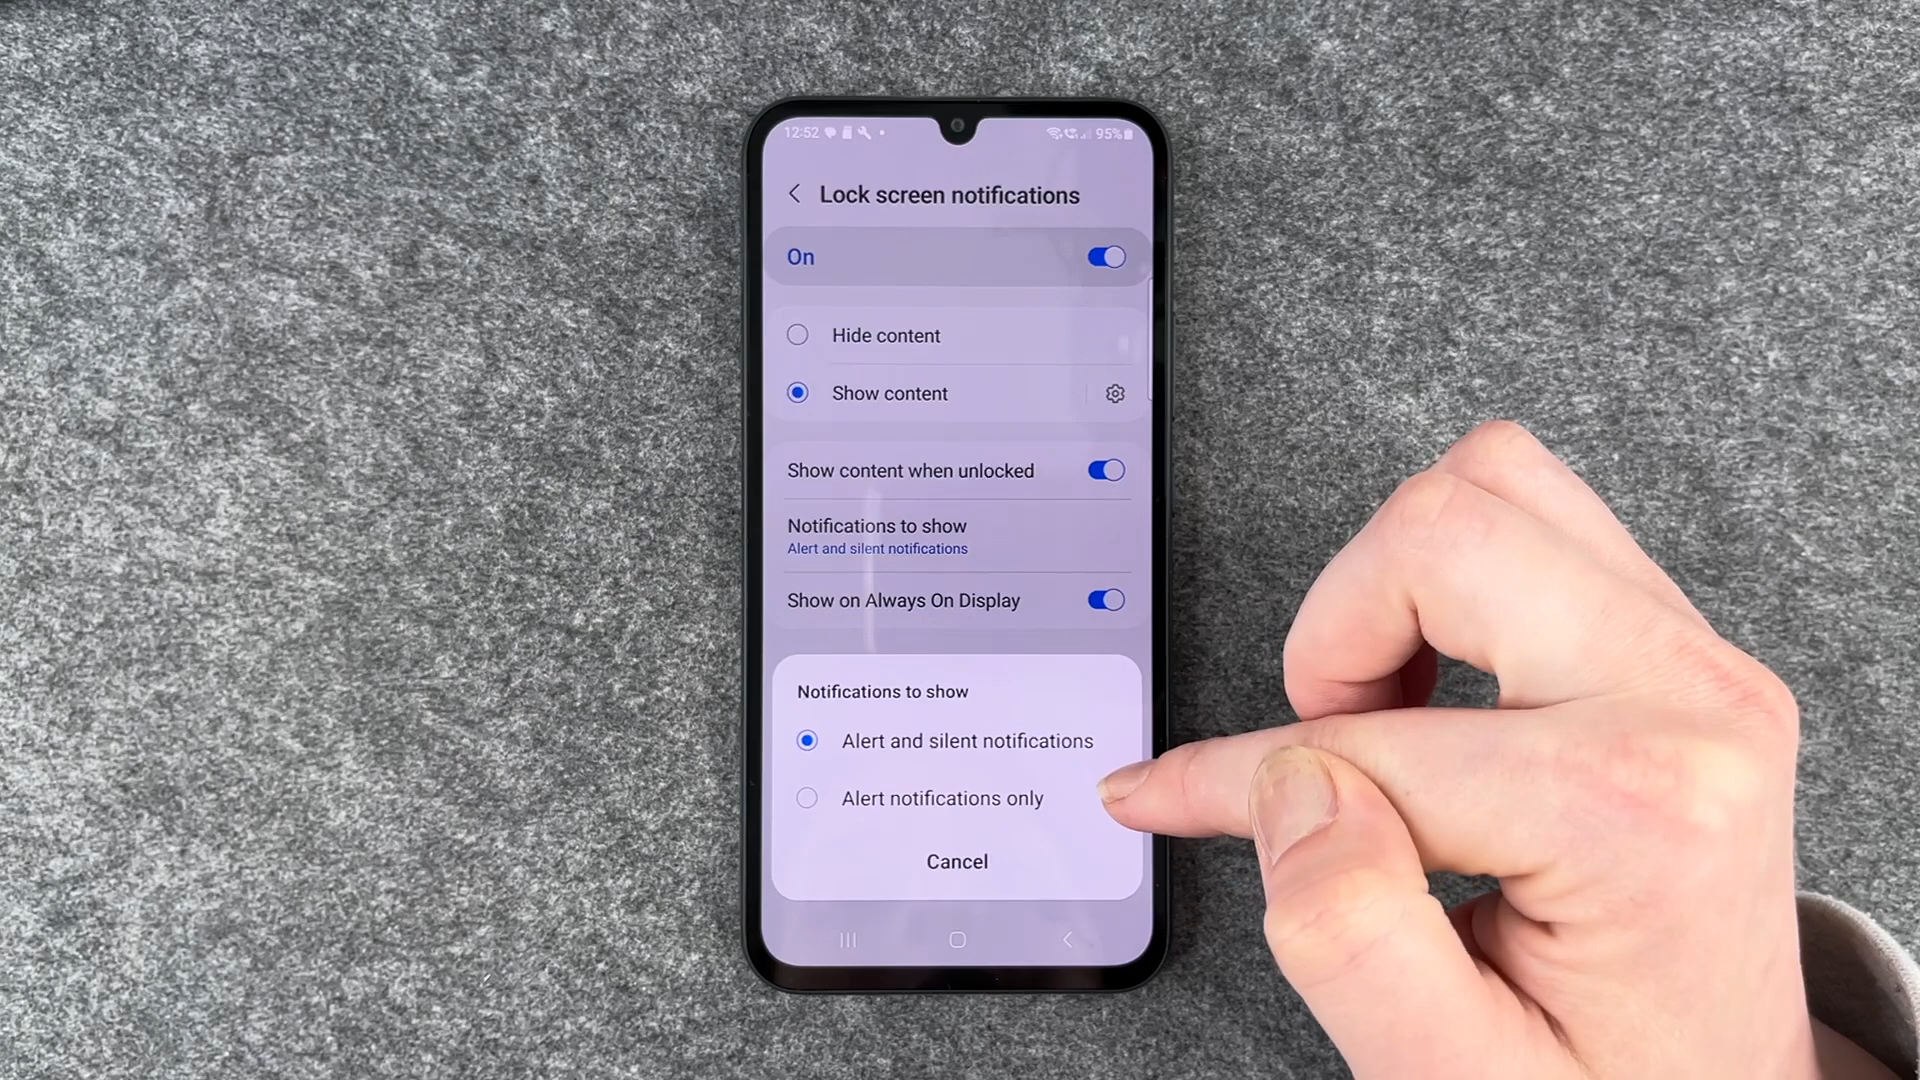 12:52 95%
Lock screen notifications
On
Hide content
Show content
Show content when unlocked
Notifications to show
Alert and silent notifications
Show on Always On Display
Notifications to show
Alert and silent notifications
Alert notifications only
Cancel